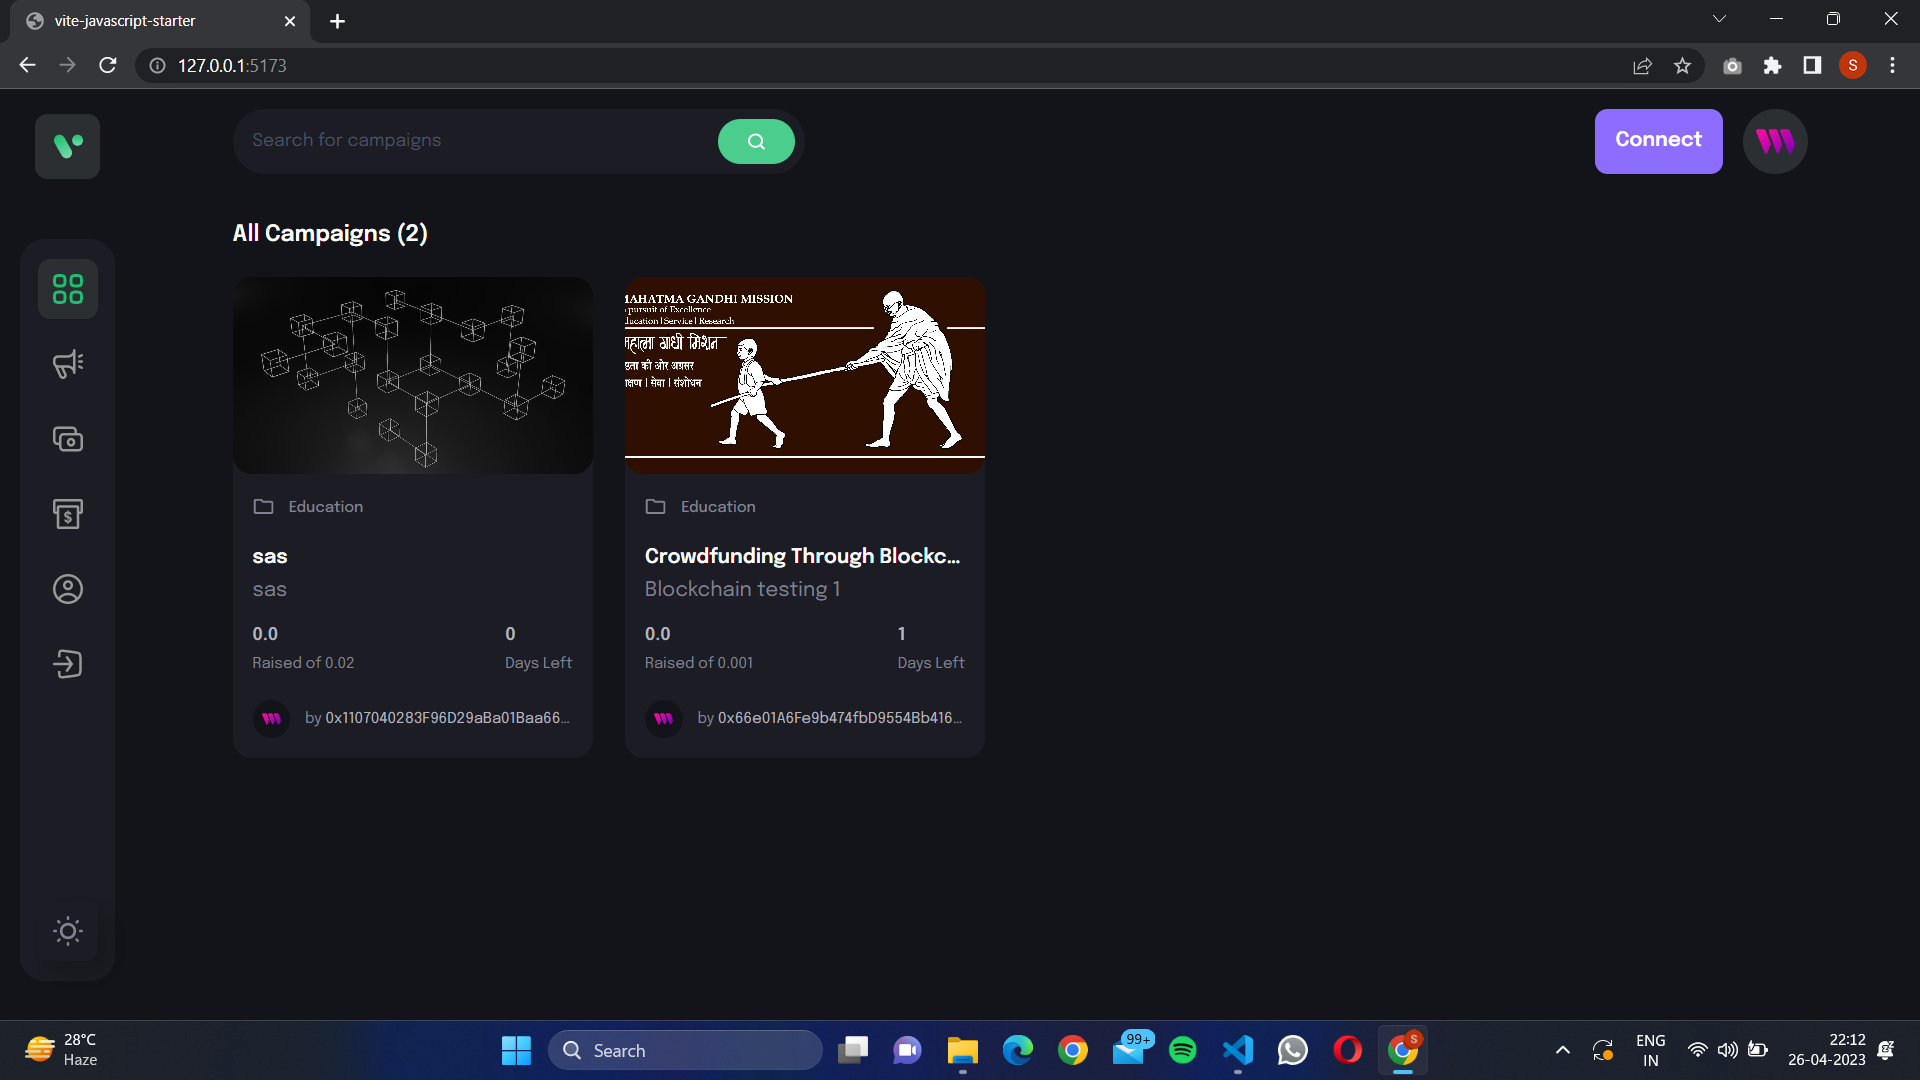 vite-javascript-starter
127.0.0.1:5173
Search for campaigns
Connect
All Campaigns (2)
AHATMA GANDHI MISSION
pursuit of Excellence
ducation | Service | Research
महात्मा गांधी मिशन
की ओर अग्रसर
| सेवा | संशोधन
Education
sas
sas
0.0
0
Raised of 0.02
Days Left
by 0x1107040283F96D29aBa01Baa66...
Education
Crowdfunding Through Blockc...
Blockchain testing 1
0.0
1
Raised of 0.001
Days Left
by 0x66e01A6Fe9b474fbD9554Bb416...
28°C
Haze
Search
99+
S
S
ENG
IN
22:12
26-04-2023